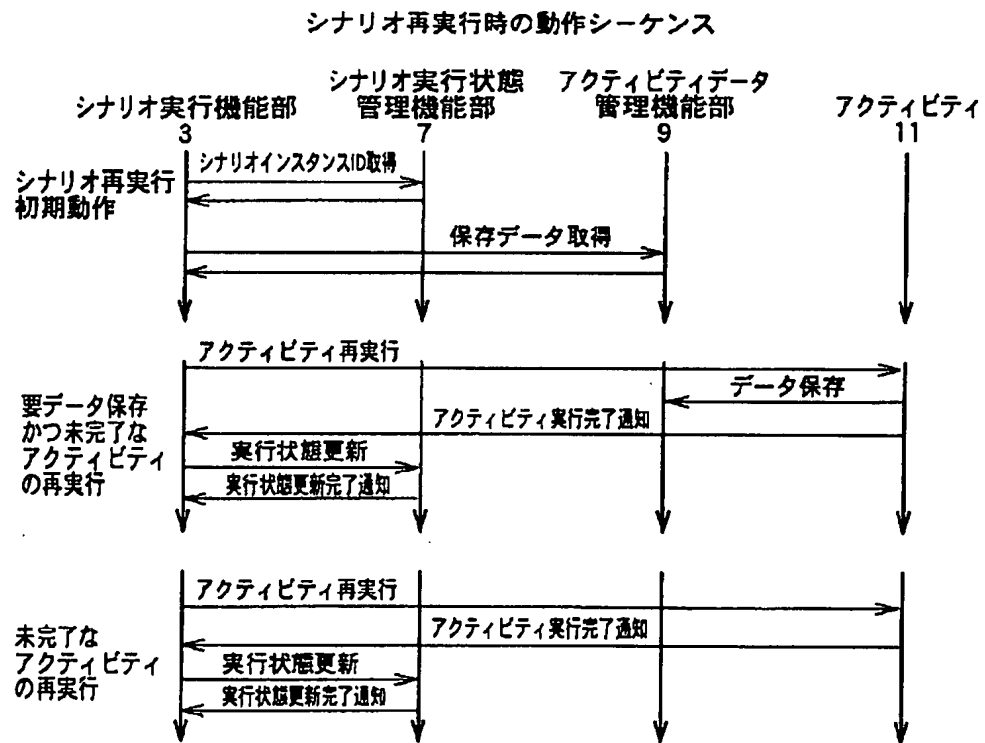 シナリオ再実行時の動作シーケンス
シナリオ実行機能部
3
シナリオ実行状態
管理機能部
7
アクティビティデータ
管理機能部
9
アクティビティ
11
シナリオ再実行
初期動作
シナリオインスタンスID取得
保存データ取得
要データ保存
かつ未完了な
アクティビティ
の再実行
アクティビティ再実行
データ保存
アクティビティ実行完了通知
実行状態更新
実行状態更新完了通知
未完了な
アクティビティ
の再実行
アクティビティ再実行
アクティビティ実行完了通知
実行状態更新
実行状態更新完了通知